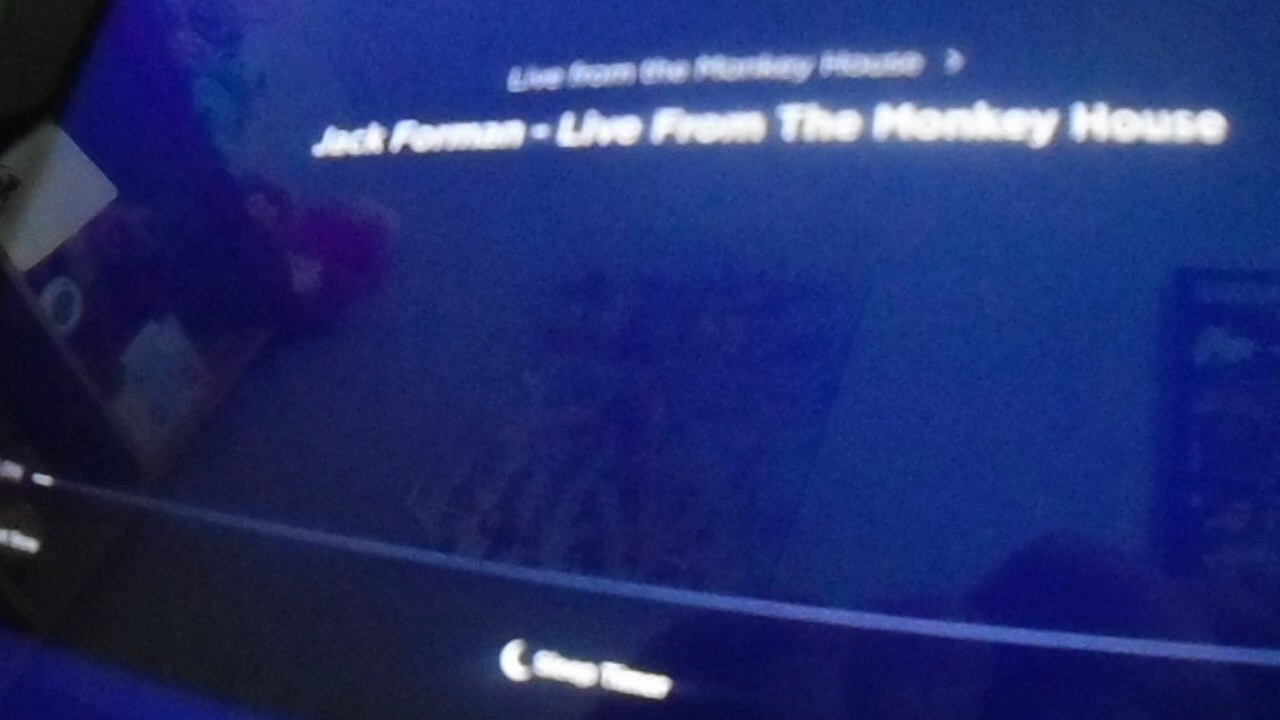 Live from the Monkey House
Jack Forman - Live From The Monkey House
Sleep Timer